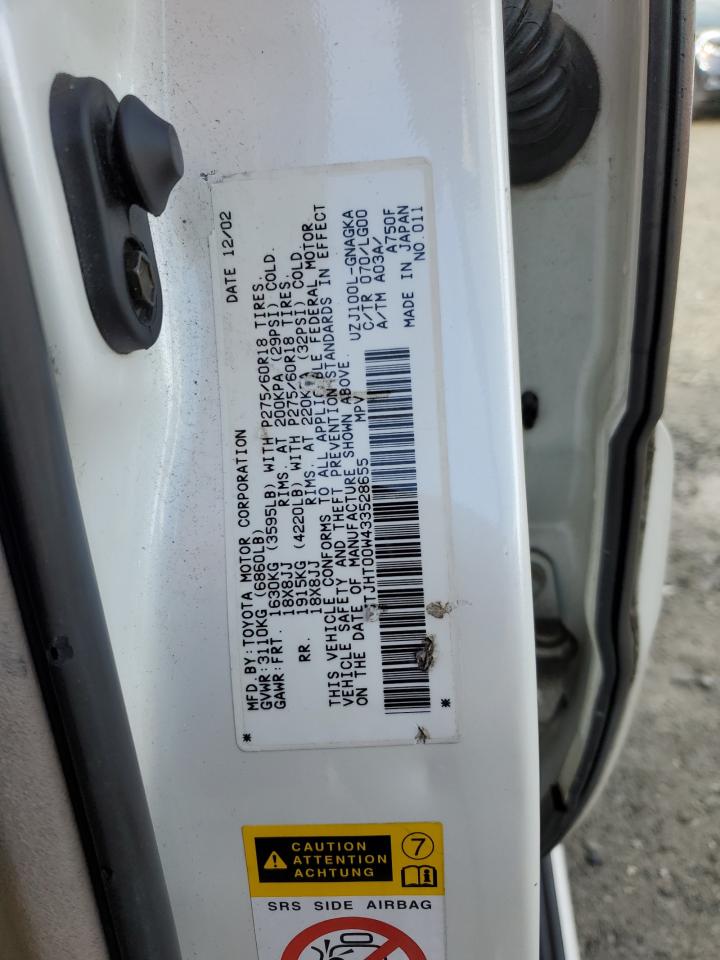 DATE 12/02
MFD. BY: TOYOTA MOTOR CORPORATION
GVWR: 3110KG (6860LB)
GAWR: FRT. 1630KG (3595LB) WITH P275/60R18 TIRES.
18X8JJ RIMS. AT 200KPA (29PSI) COLD.
RR. 1915KG (4220LB) WITH P275/60R18 TIRES.
18X8JJ RIMS. AT 220KPA (32PSI) COLD.
THIS VEHICLE CONFORMS TO ALL APPLICABLE FEDERAL MOTOR
VEHICLE SAFETY AND THEFT PREVENTION STANDARDS IN EFFECT
ON THE DATE OF MANUFACTURE SHOWN ABOVE.
JTJHT00W433528655 MPV
UZJ100L-GNAGKA
C/TR 070/LG00
A/TM A03A/
A750F
MADE IN JAPAN
NO. 011
CAUTION
ATTENTION
ACHTUNG
7
SRS SIDE AIRBAG